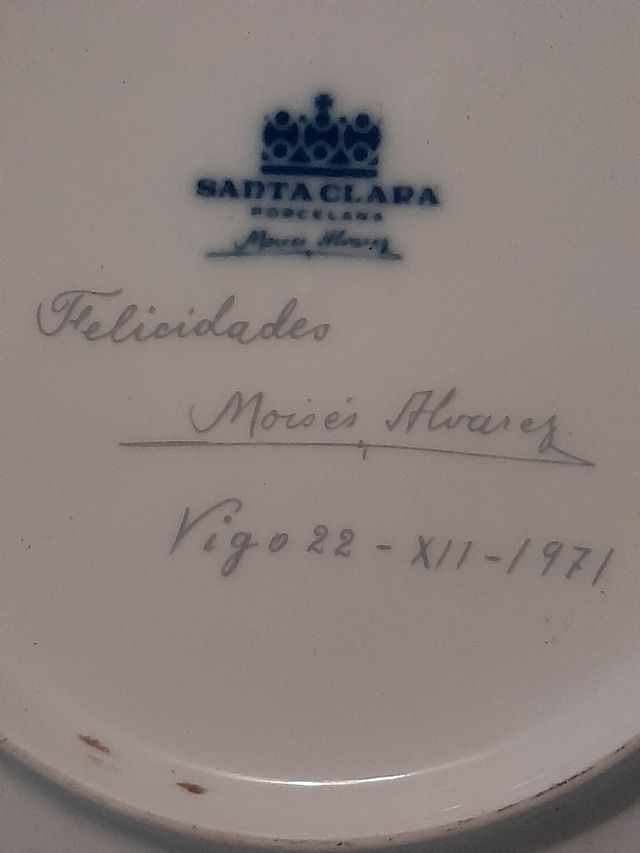 SANTA CLARA
PORCELANA
Moisés Alvarez
Felicidades
Moisés Alvarez
Vigo 22 - XII - 1971